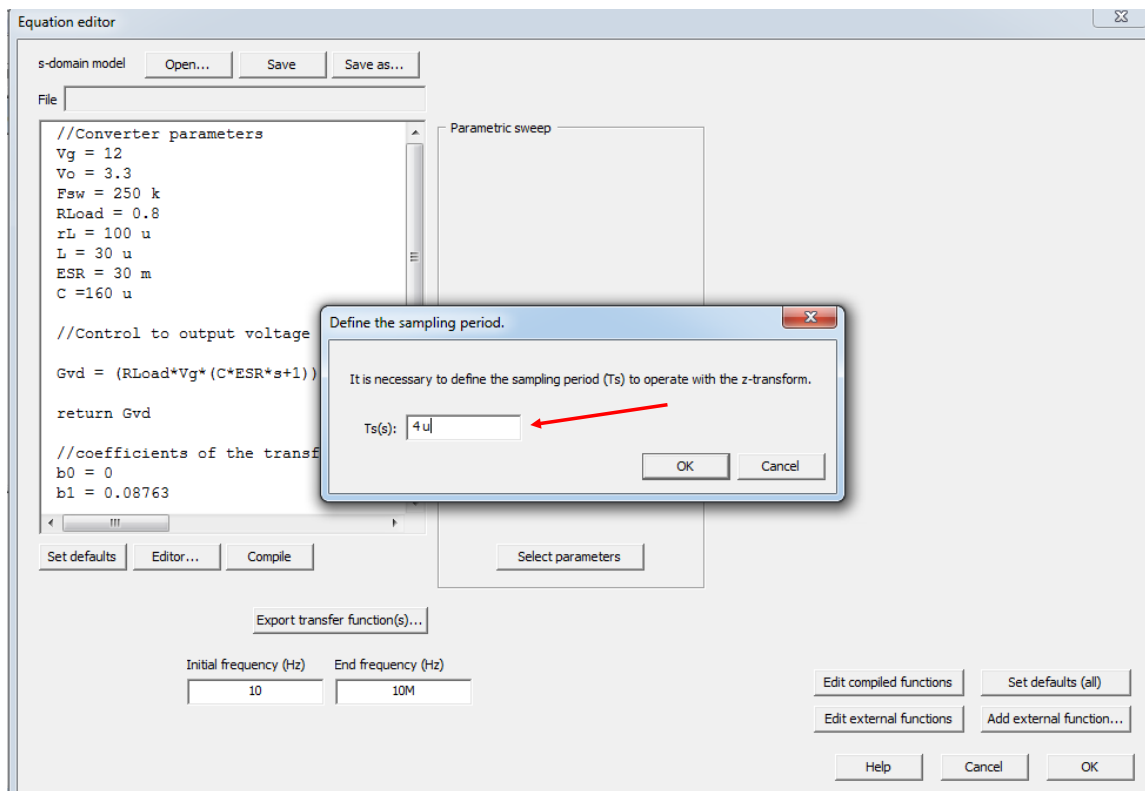 Equation editor
s-domain model Open... Save Save as...
File
//Converter parameters
Vg = 12
Vo = 3.3
Fsw = 250 k
RLoad = 0.8
rL = 100 u
L = 30 u
ESR = 30 m
C =160 u
//Control to output voltage
Gvd = (RLoad*Vg*(C*ESR*s+1))
return Gvd
//coefficients of the transf
b0 = 0
b1 = 0.08763
Parametric sweep
Define the sampling period.
It is necessary to define the sampling period (Ts) to operate with the z-transform.
Ts(s): 4u
OK Cancel
Set defaults Editor... Compile
Select parameters
Export transfer function(s)...
Initial frequency (Hz) End frequency (Hz)
10 10M
Edit compiled functions Set defaults (all)
Edit external functions Add external function...
Help Cancel OK